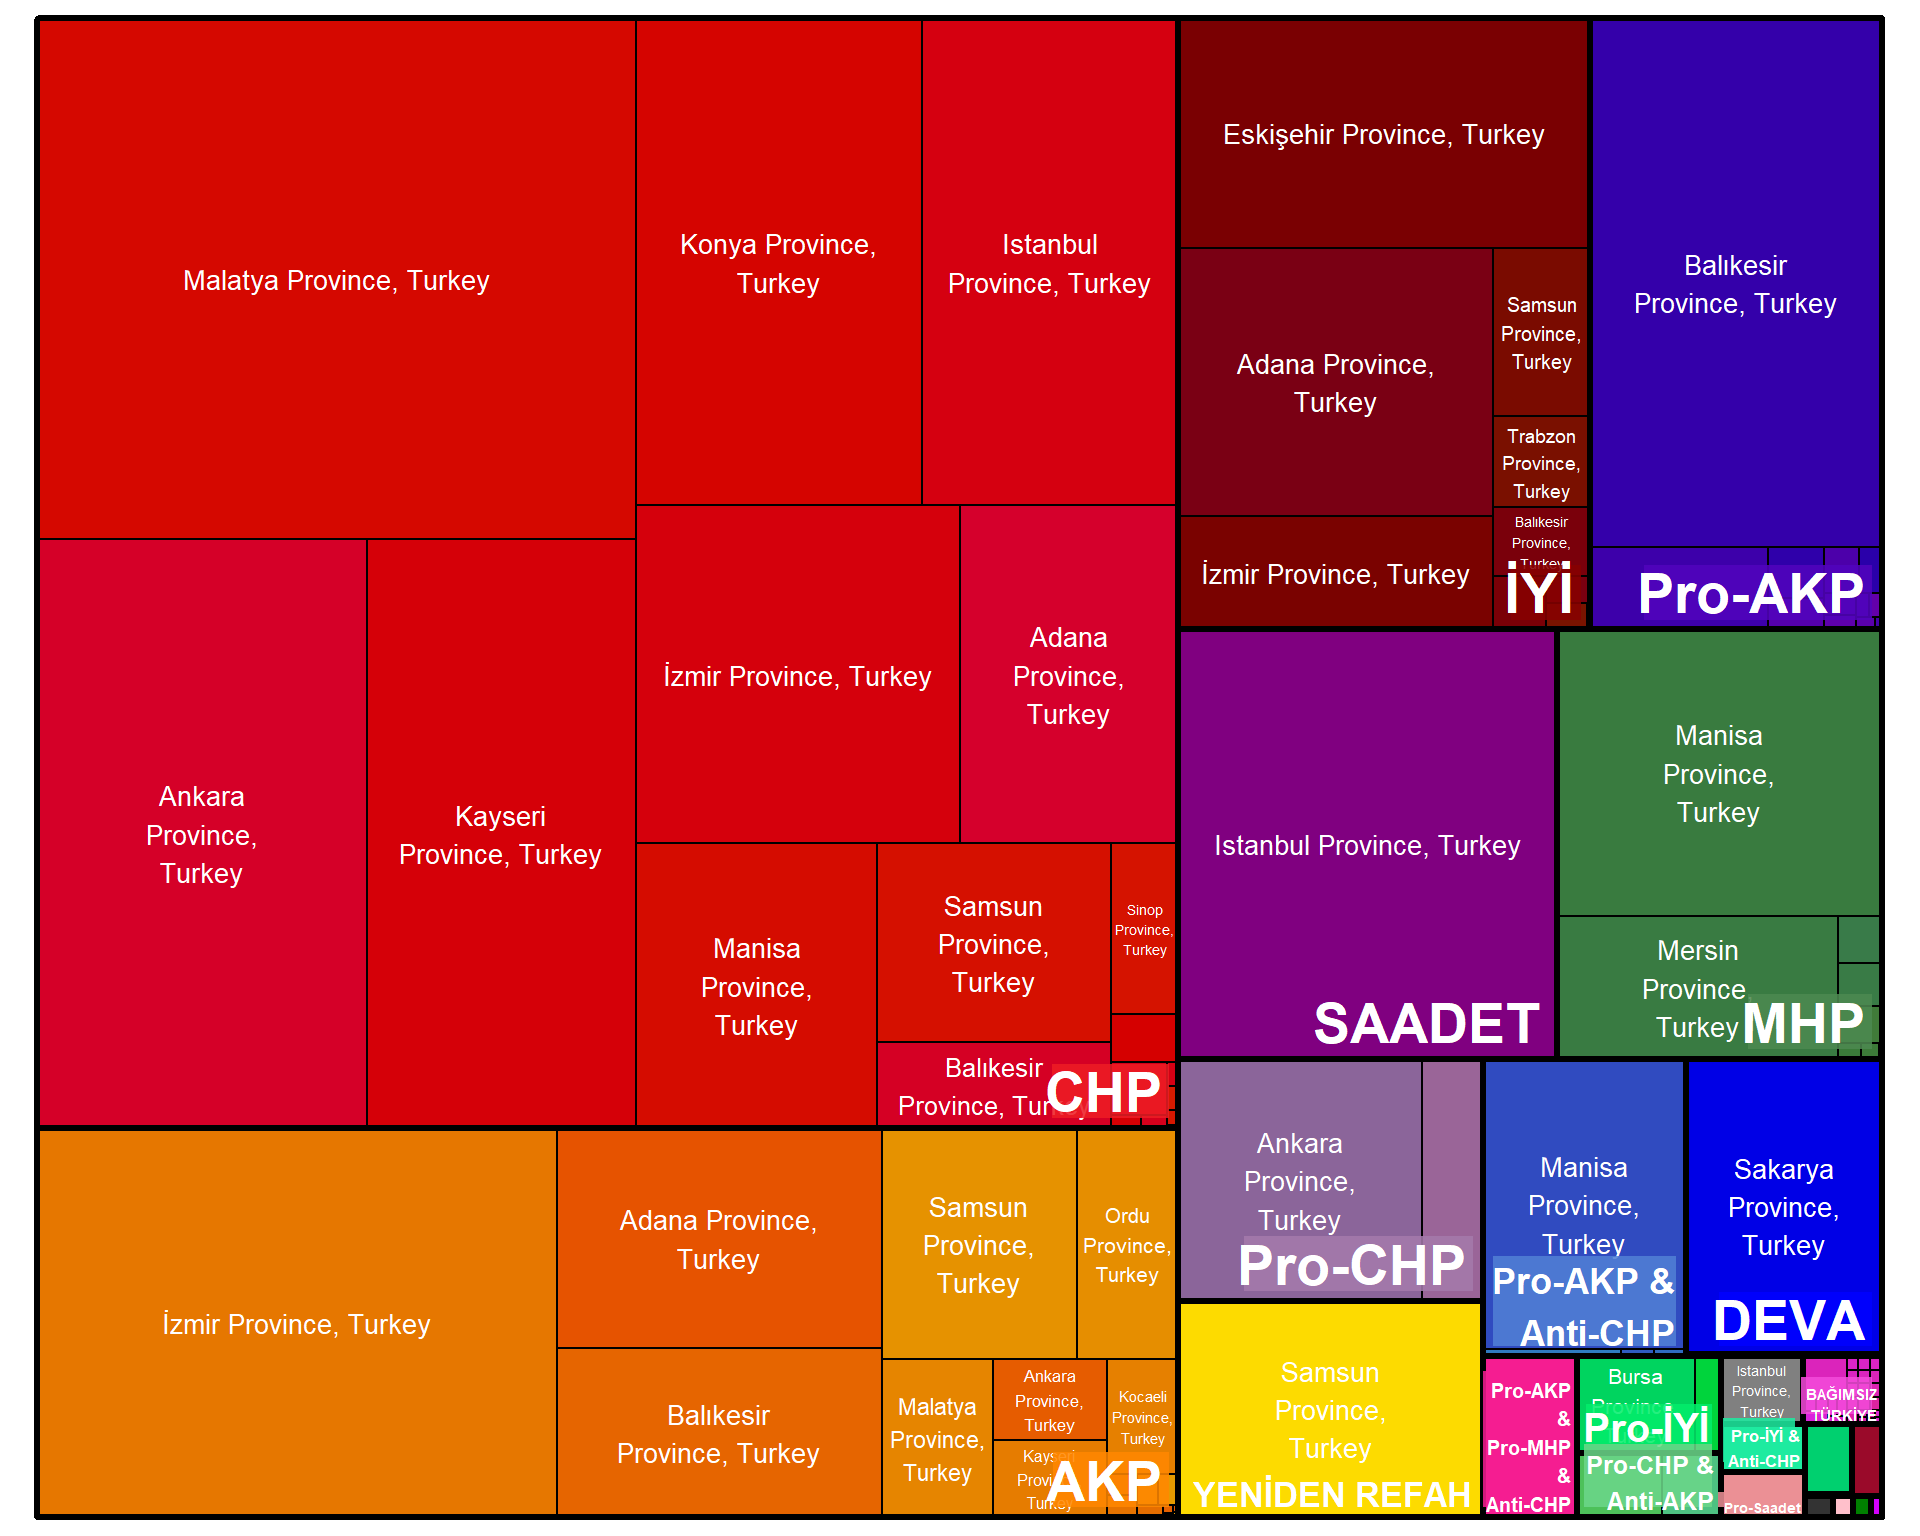 Malatya Province, Turkey
Konya Province,
Turkey
Istanbul
Province, Turkey
Ankara
Province,
Turkey
Kayseri
Province, Turkey
İzmir Province, Turkey
Adana
Province,
Turkey
Manisa
Province,
Turkey
Samsun
Province,
Turkey
Sinop
Province,
Turkey
Balıkesir
Province, Turkey
CHP
Eskişehir Province, Turkey
Adana Province,
Turkey
Samsun
Province,
Turkey
Trabzon
Province,
Turkey
Balıkesir
Province,
Turkey
İzmir Province, Turkey
İYİ
Balıkesir
Province, Turkey
Pro-AKP
Istanbul Province, Turkey
SAADET
Manisa
Province,
Turkey
Mersin
Province,
Turkey
MHP
İzmir Province, Turkey
Adana Province,
Turkey
Balıkesir
Province, Turkey
Samsun
Province,
Turkey
Ordu
Province,
Turkey
Malatya
Province,
Turkey
Ankara
Province,
Turkey
Kayseri
Province,
Turkey
Kocaeli
Province,
Turkey
AKP
Ankara
Province,
Turkey
Pro-CHP
Manisa
Province,
Turkey
Pro-AKP &
Anti-CHP
Sakarya
Province,
Turkey
DEVA
Samsun
Province,
Turkey
YENİDEN REFAH
Pro-AKP
&
Pro-MHP
&
Anti-CHP
Bursa
Province,
Pro-İYİ
Pro-CHP &
Anti-AKP
Istanbul
Province,
Turkey
BAĞIMSIZ
TÜRKİYE
Pro-İYİ &
Anti-CHP
Pro-Saadet